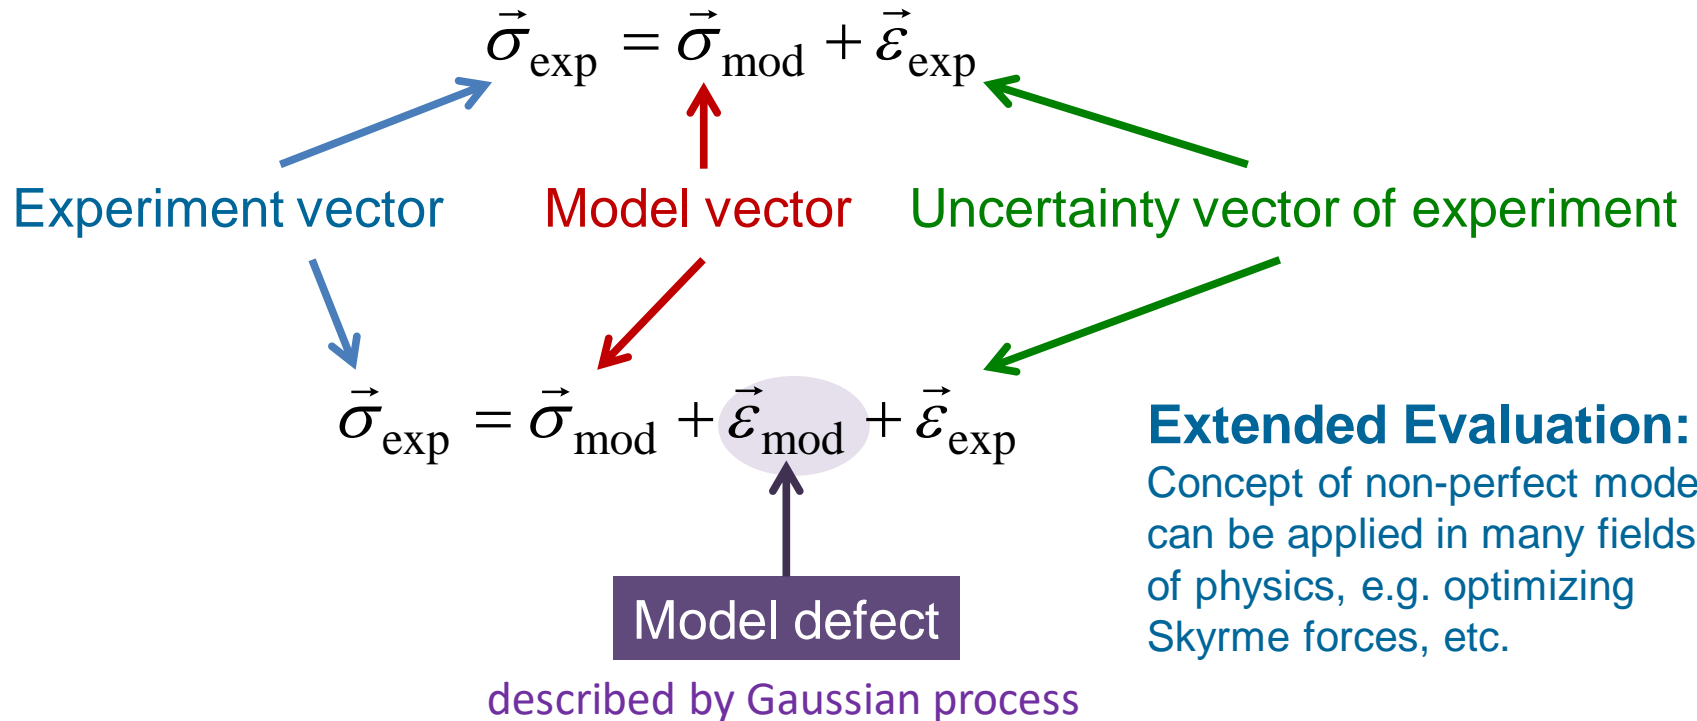 σ⃗exp = σ⃗mod + ε⃗exp
Experiment vector
Model vector
Uncertainty vector of experiment
σ⃗exp = σ⃗mod + ε⃗mod + ε⃗exp
Model defect
described by Gaussian process
Extended Evaluation:
Concept of non-perfect mode
can be applied in many fields
of physics, e.g. optimizing
Skyrme forces, etc.